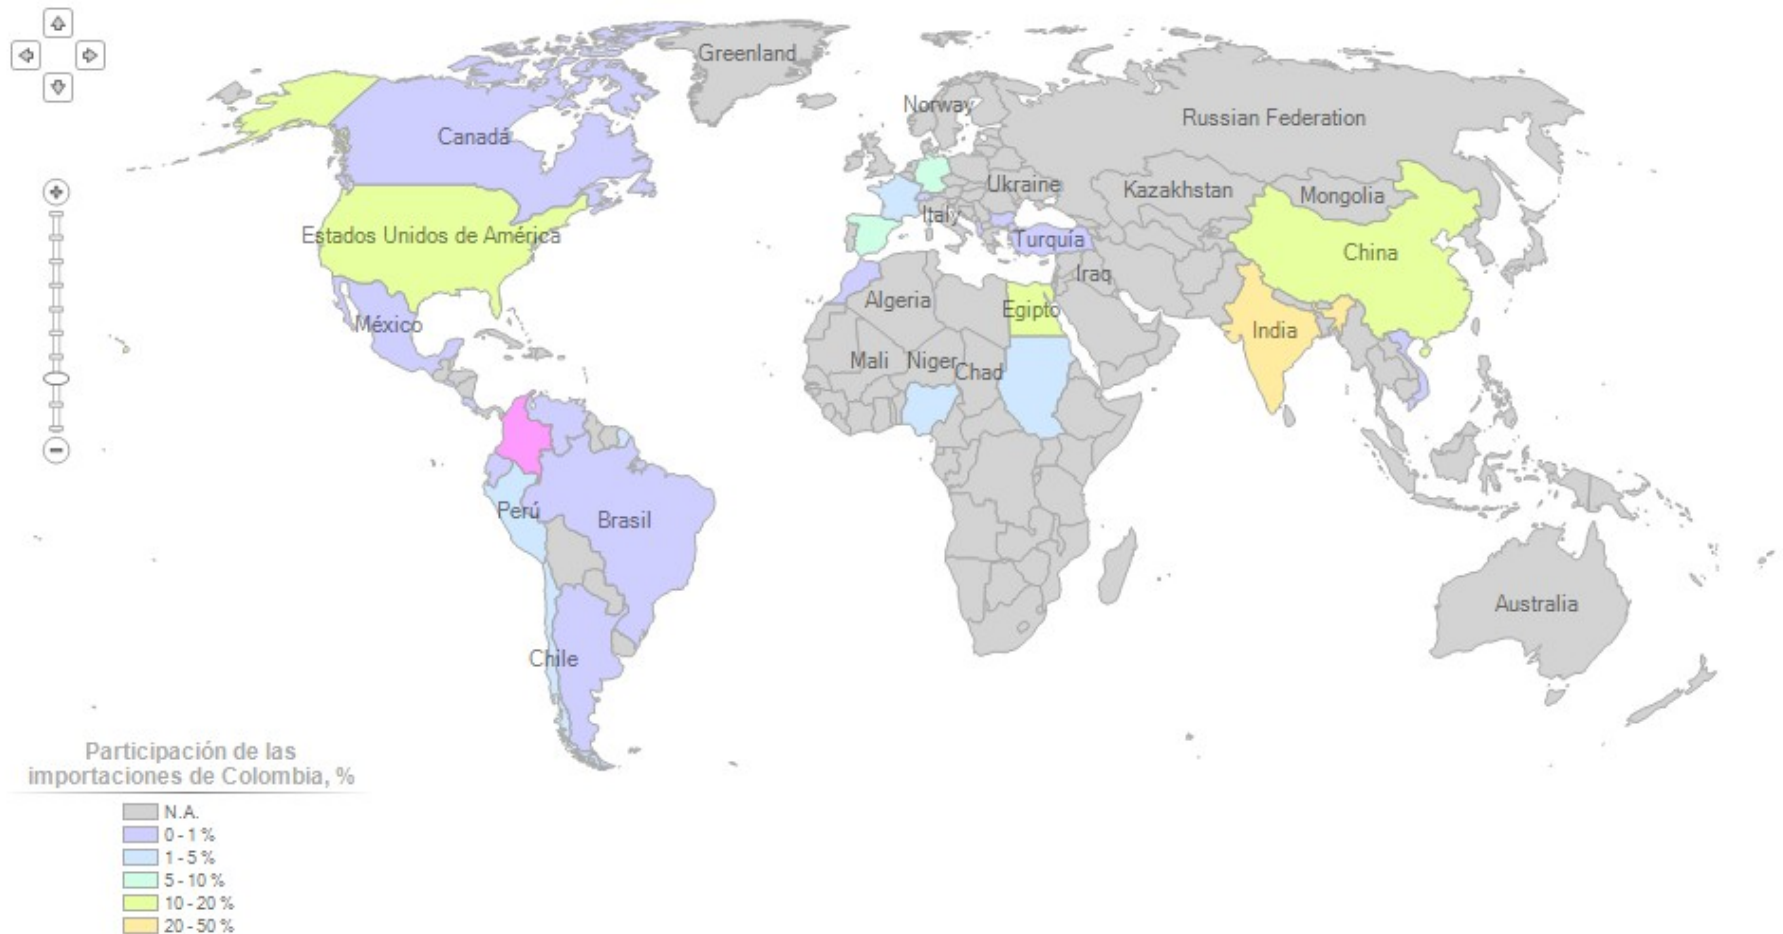 Greenland
Norway
Russian Federation
Canadá
Ukraine
Kazakhstan
Mongolia
Italy
Estados Unidos de América
Turquía
China
Iraq
Algeria
Egipto
México
India
Mali
Niger
Chad
Perú
Brasil
Australia
Chile
Participación de las
importaciones de Colombia, %
N.A.
0 - 1 %
1 - 5 %
5 - 10 %
10 - 20 %
20 - 50 %